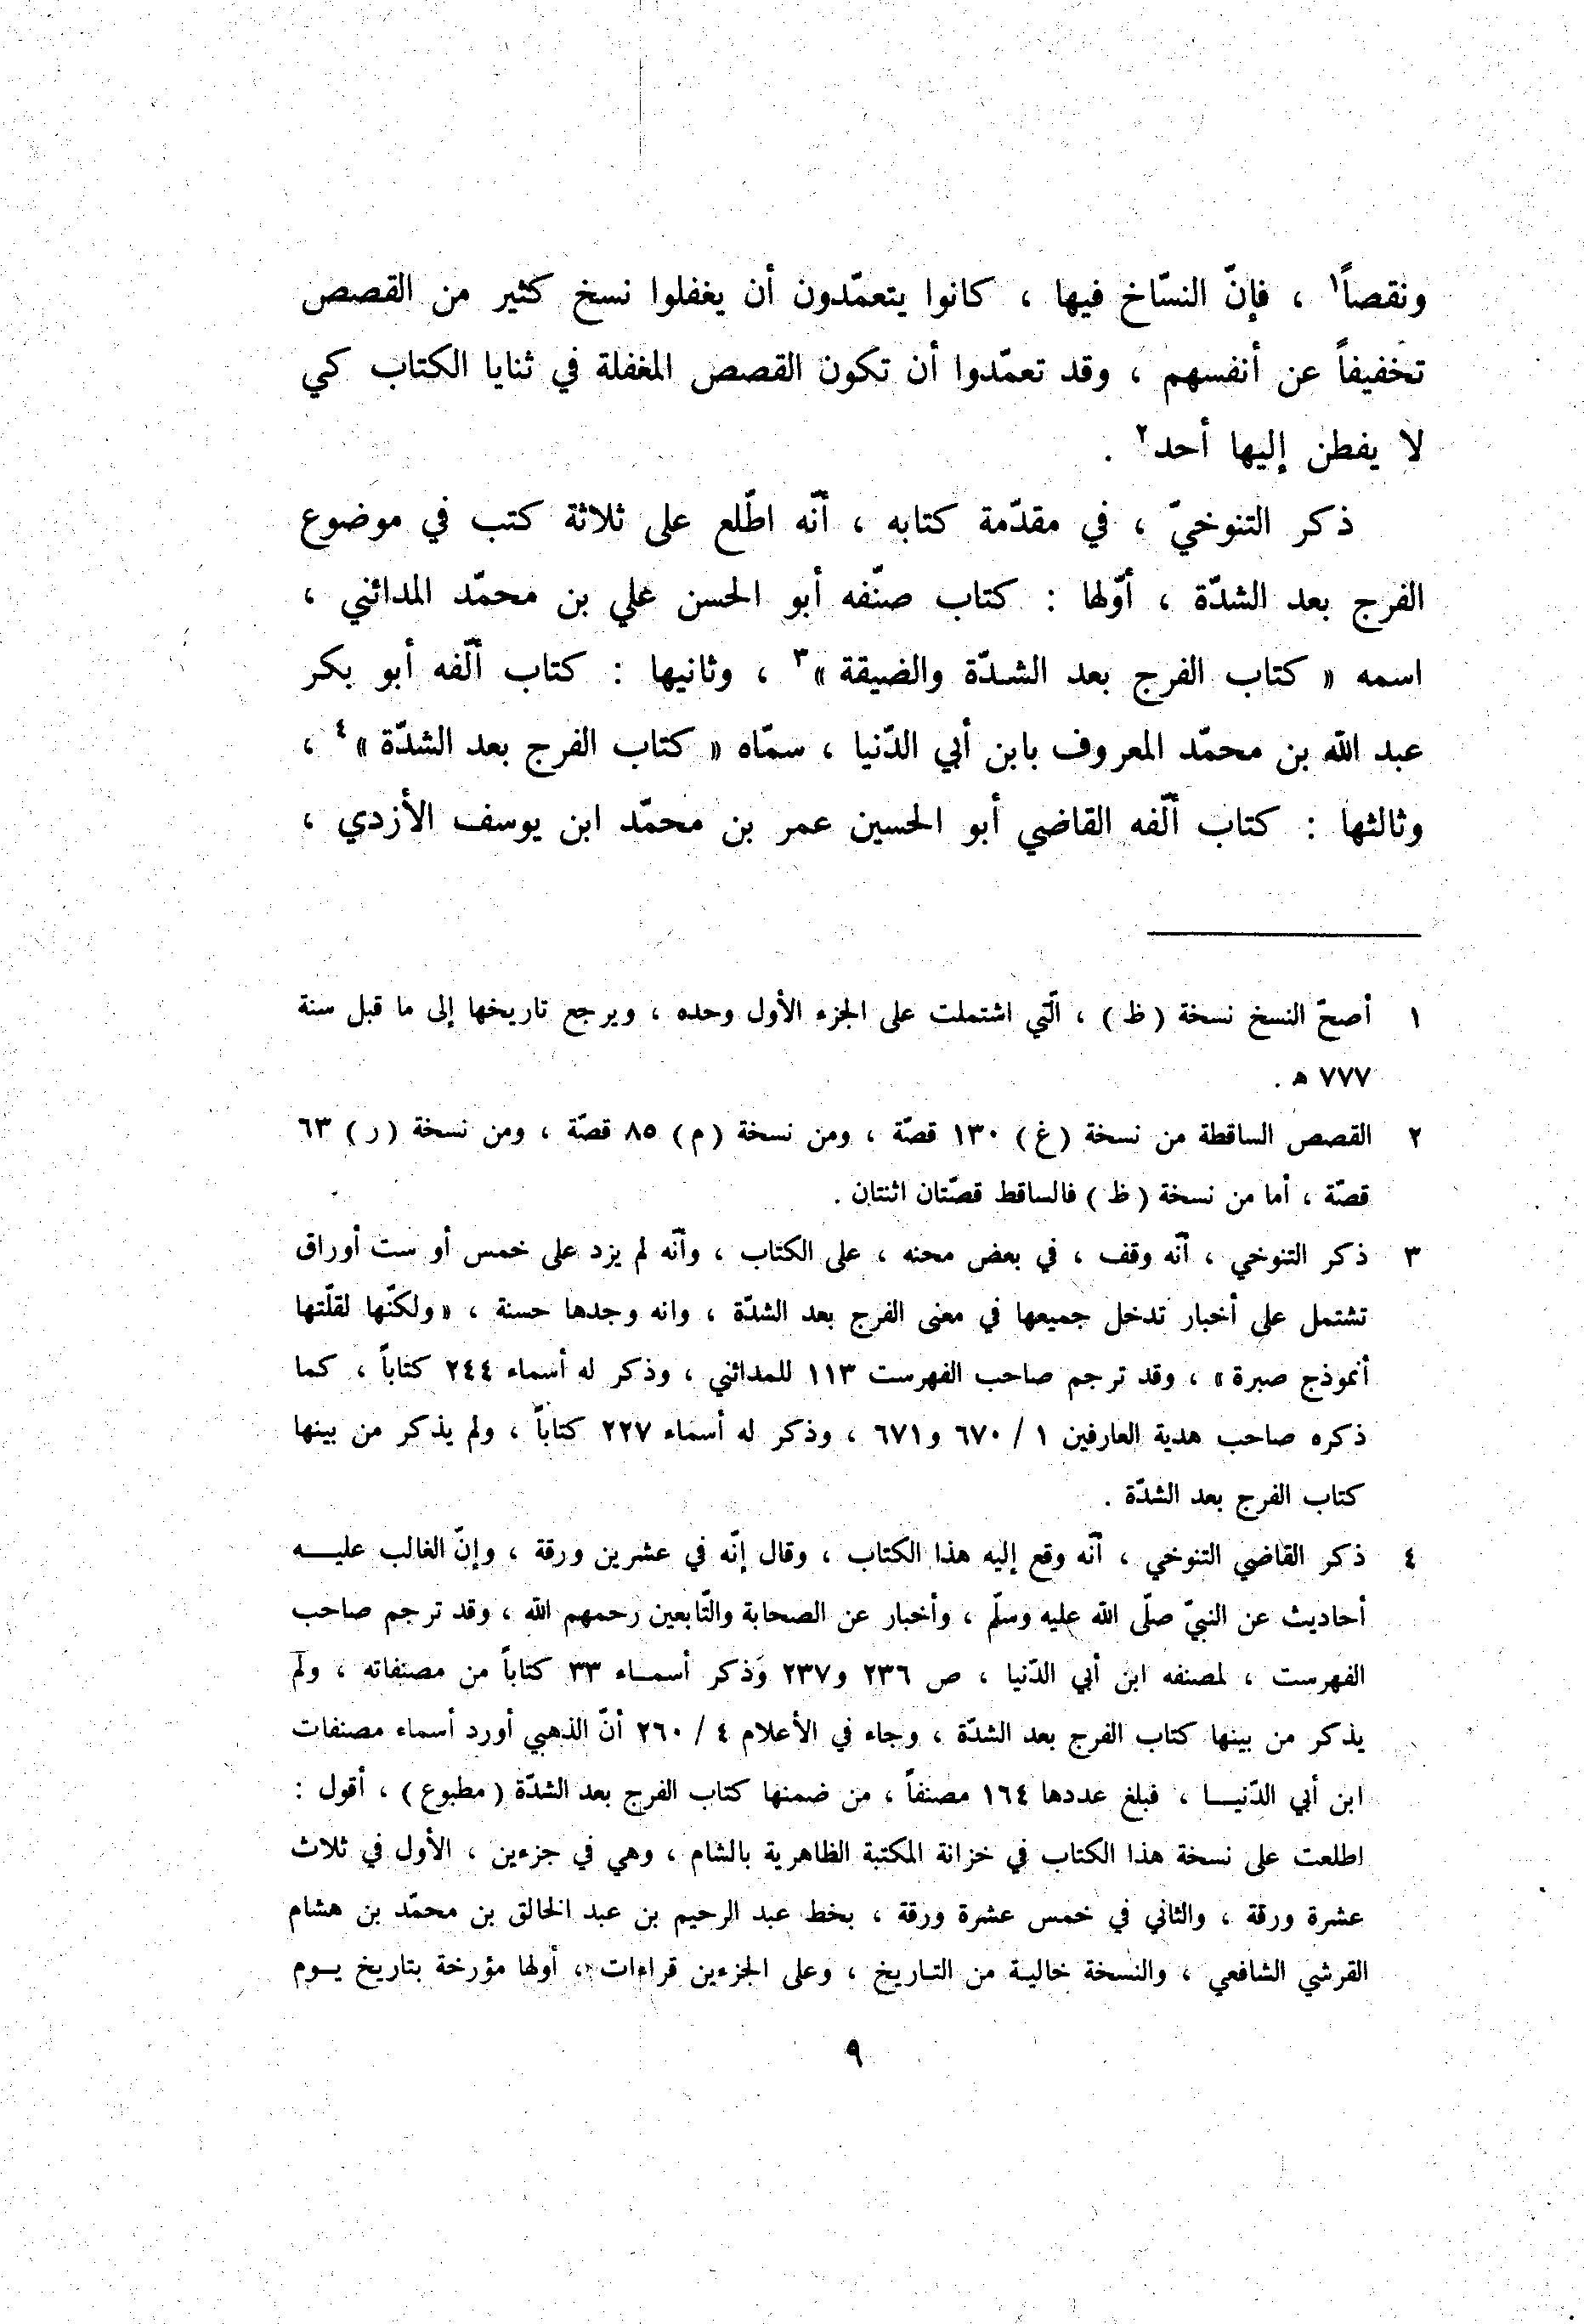 ونقصاً١ ، فإنّ النسّاخ فيها ، كانوا يتعمّدون أن يغفلوا نسخ كثير من القصص
تخفيفاً عن أنفسهم ، وقد تعمّدوا أن تكون القصص المغفلة في ثنايا الكتاب كي
لا يفطن إليها أحد٢ .
ذكر التنوخيّ ، في مقدّمة كتابه ، أنّه اطّلع على ثلاثة كتب في موضوع
الفرج بعد الشدّة ، أوّلها : كتاب صنّفه أبو الحسن علي بن محمّد المدائني ،
اسمه « كتاب الفرج بعد الشدّة والضيقة »٣ ، وثانيها : كتاب ألّفه أبو بكر
عبد الله بن محمّد المعروف بابن أبي الدّنيا ، سمّاه « كتاب الفرج بعد الشدّة »٤ ،
وثالثها : كتاب ألّفه القاضي أبو الحسين عمر بن محمّد ابن يوسف الأزدي ،
١ أصحّ النسخ نسخة ( ظ ) ، الّتي اشتملت على الجزء الأول وحده ، ويرجع تاريخها إلى ما قبل سنة
٧٧٧ ه .
٢ القصص الساقطة من نسخة (غ) ١٣٠ قصّة ، ومن نسخة (م) ٨٥ قصّة ، ومن نسخة (ر) ٦٣
قصّة ، أما من نسخة ( ظ ) فالساقط قصّتان اثنتان .
٣ ذكر التنوخي ، أنّه وقف ، في بعض محنه ، على الكتاب ، وأنّه لم يزد على خمس أو ست أوراق
تشتمل على أخبار تدخل جميعها في معنى الفرج بعد الشدّة ، وانه وجدها حسنة ، « ولكنّها لقلّتها
أنموذج صبرة » ، وقد ترجم صاحب الفهرست ١١٣ للمدائني ، وذكر له أسماء ٢٤٤ كتاباً ، كما
ذكره صاحب هدية العارفين ١ / ٦٧٠ و٦٧١ ، وذكر له أسماء ٢٢٧ كتاباً ، ولم يذكر من بينها
كتاب الفرج بعد الشدّة .
٤ ذكر القاضي التنوخي ، أنّه وقع إليه هذا الكتاب ، وقال إنّه في عشرين ورقة ، وإنّ الغالب عليـــه
أحاديث عن النبيّ صلّى الله عليه وسلّم ، وأخبار عن الصحابة والتّابعين رحمهم الله ، وقد ترجم صاحب
الفهرست ، لمصنفه ابن أبي الدّنيا ، ص ٢٣٦ و٢٣٧ وَذكر أسمـاء ٣٣ كتاباً من مصنفاته ، ولم
يذكر من بينها كتاب الفرج بعد الشدّة ، وجاء في الأعلام ٤ / ٢٦٠ أنّ الذهبي أورد أسماء مصنفات
ابن أبي الدّنيــا ، فبلغ عددها ١٦٤ مصنفاً ، من ضمنها كتاب الفرج بعد الشدّة ( مطبوع ) ، أقول :
اطلعت على نسخة هذا الكتاب في خزانة المكتبة الظاهرية بالشام ، وهي في جزءين ، الأول في ثلاث
عشرة ورقة ، والثاني في خمس عشرة ورقة ، بخط عبد الرحيم بن عبد الخالق بن محمّد بن هشام
القرشي الشافعي ، والنسخة خالية من التاريخ ، وعلى الجزءين قراءات ، أولها مؤرخة بتاريخ يــوم
٩